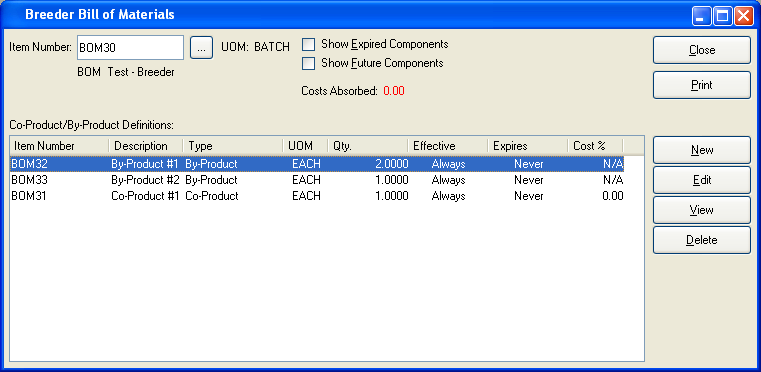 Breeder Bill of Materials
Item Number: BOM30 ... UOM: BATCH Show Expired Components Close
BOM Test - Breeder Show Future Components Print
Costs Absorbed: 0.00
Co-Product/By-Product Definitions:
Item Number Description Type UOM Qty. Effective Expires Cost % New
BOM32 By-Product #1 By-Product EACH 2.0000 Always Never N/A
BOM33 By-Product #2 By-Product EACH 1.0000 Always Never N/A Edit
BOM31 Co-Product #1 Co-Product EACH 1.0000 Always Never 0.00
View
Delete